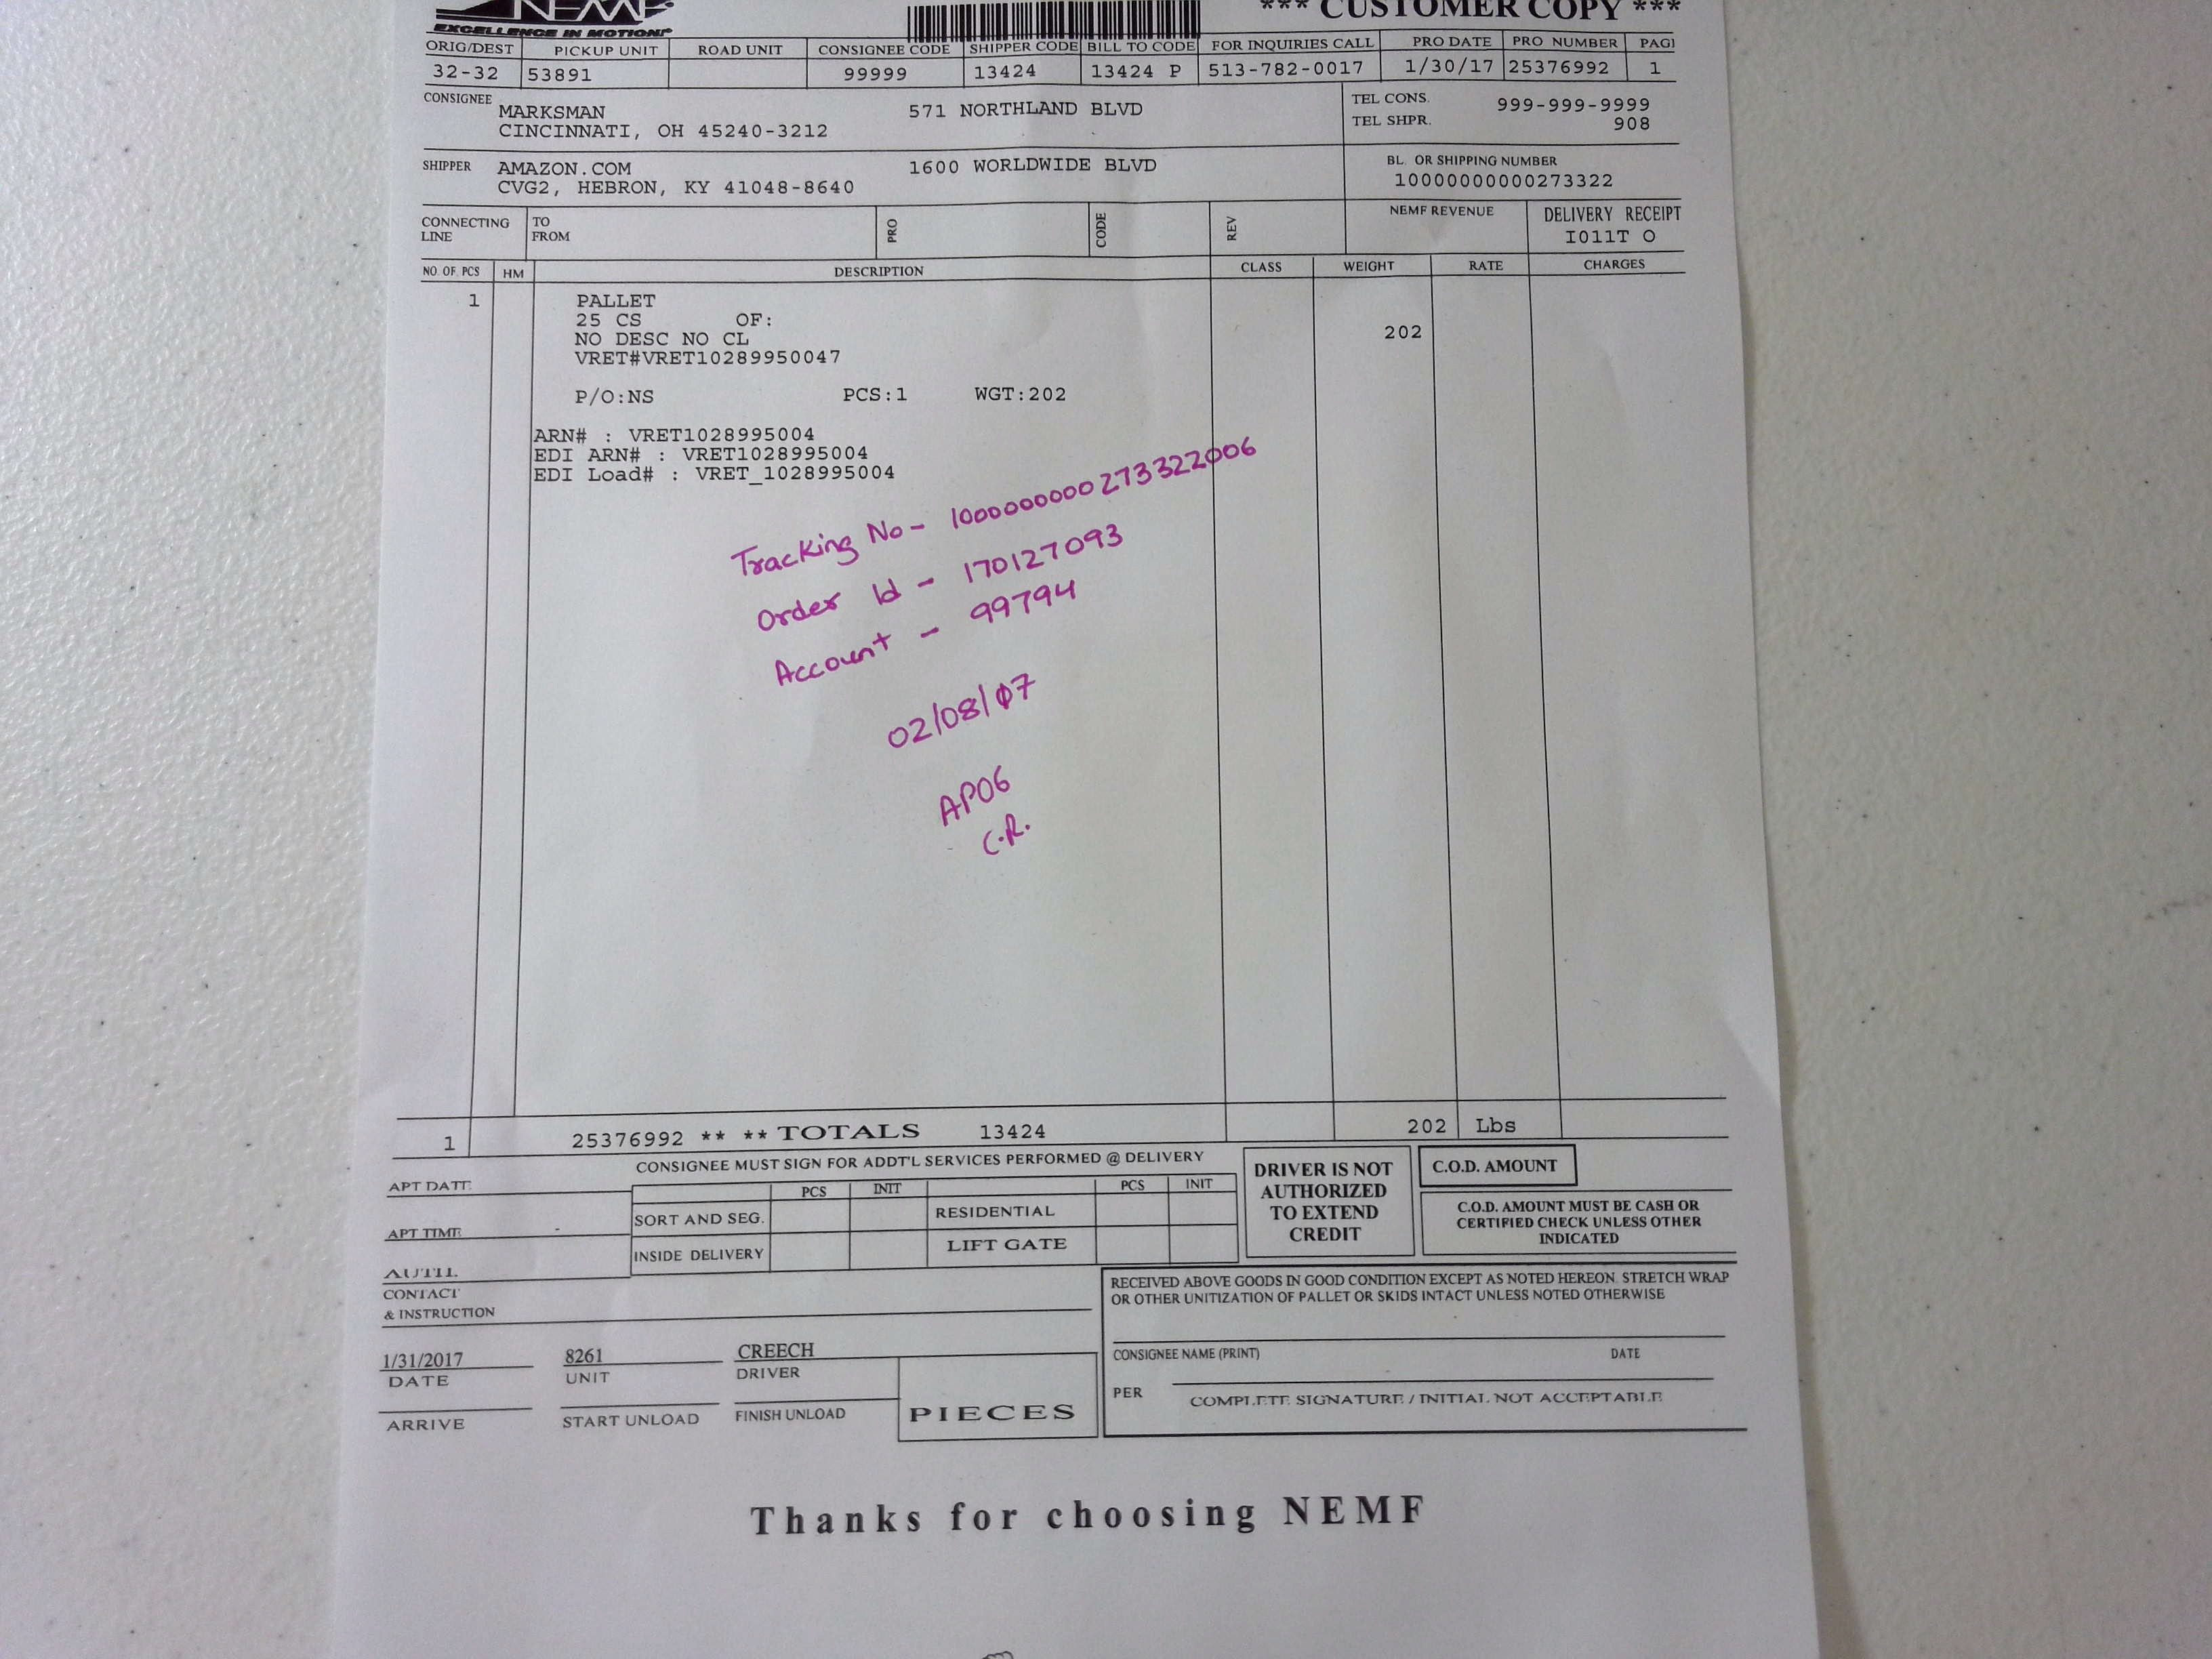 NEMF
EXCELLENCE IN MOTION!
*** CUSTOMER COPY ***
ORIG/DEST PICKUP UNIT ROAD UNIT CONSIGNEE CODE SHIPPER CODE BILL TO CODE FOR INQUIRIES CALL PRO DATE PRO NUMBER PAGE
32-32 53891 99999 13424 13424 P 513-782-0017 1/30/17 25376992 1
CONSIGNEE MARKSMAN 571 NORTHLAND BLVD TEL CONS. 999-999-9999
CINCINNATI, OH 45240-3212 TEL SHPR. 908
SHIPPER AMAZON.COM 1600 WORLDWIDE BLVD BL. OR SHIPPING NUMBER
CVG2, HEBRON, KY 41048-8640 10000000000273322
CONNECTING LINE TO FROM PRO CODE REV NEMF REVENUE DELIVERY RECEIPT
I011T O
NO. OF. PCS HM DESCRIPTION CLASS WEIGHT RATE CHARGES
1 PALLET
25 CS OF:
NO DESC NO CL 202
VRET#VRET10289950047
P/O:NS PCS:1 WGT:202
ARN# : VRET1028995004
EDI ARN# : VRET1028995004
EDI Load# : VRET_1028995004
Tracking No- 1000000000273322006
Order Id - 170127093
Account - 99794
02/08/07
AP06
C.R.
1 25376992 ** ** TOTALS 13424 202 Lbs
CONSIGNEE MUST SIGN FOR ADDT'L SERVICES PERFORMED @ DELIVERY
APT DATE PCS INIT PCS INIT
SORT AND SEG. RESIDENTIAL
APT TIME
INSIDE DELIVERY LIFT GATE
AUTH.
CONTACT
& INSTRUCTION
DRIVER IS NOT
AUTHORIZED
TO EXTEND
CREDIT
C.O.D. AMOUNT
C.O.D. AMOUNT MUST BE CASH OR
CERTIFIED CHECK UNLESS OTHER
INDICATED
RECEIVED ABOVE GOODS IN GOOD CONDITION EXCEPT AS NOTED HEREON. STRETCH WRAP
OR OTHER UNITIZATION OF PALLET OR SKIDS INTACT UNLESS NOTED OTHERWISE
1/31/2017 8261 CREECH
DATE UNIT DRIVER
ARRIVE START UNLOAD FINISH UNLOAD PIECES
CONSIGNEE NAME (PRINT) DATE
PER COMPLETE SIGNATURE / INITIAL NOT ACCEPTABLE
Thanks for choosing NEMF